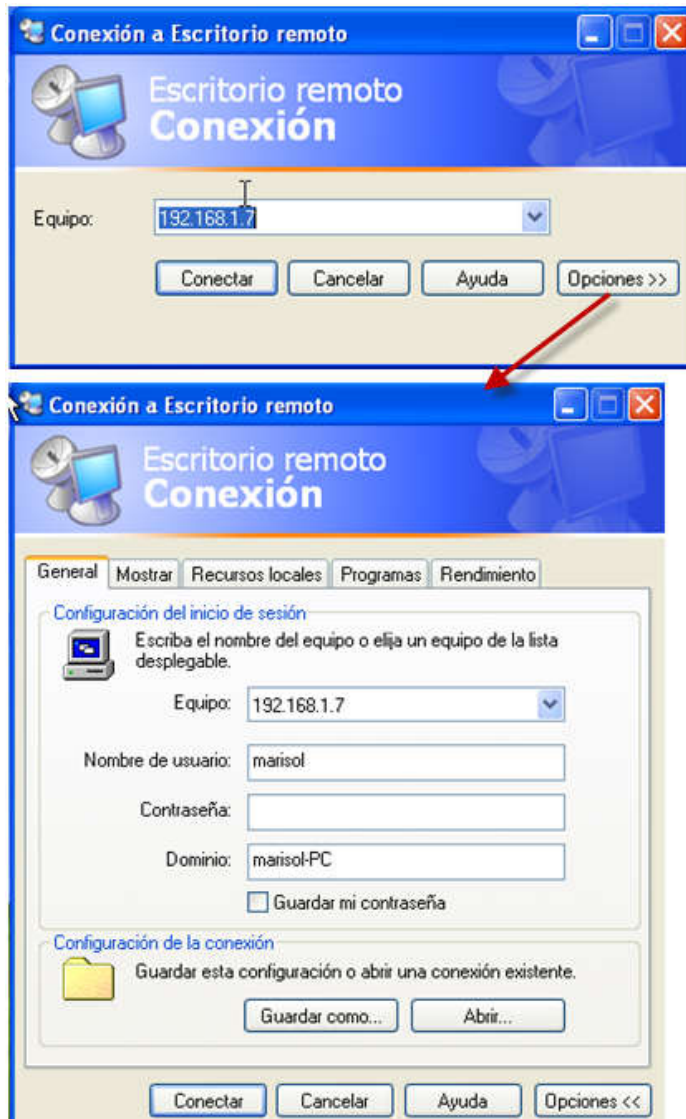 Conexión a Escritorio remoto
Escritorio remoto
Conexión
Equipo: 192.168.1.7
Conectar Cancelar Ayuda Opciones >>
Conexión a Escritorio remoto
Escritorio remoto
Conexión
General Mostrar Recursos locales Programas Rendimiento
Configuración del inicio de sesión
Escriba el nombre del equipo o elija un equipo de la lista
desplegable.
Equipo: 192.168.1.7
Nombre de usuario: marisol
Contraseña:
Dominio: marisol-PC
Guardar mi contraseña
Configuración de la conexión
Guardar esta configuración o abrir una conexión existente.
Guardar como... Abrir...
Conectar Cancelar Ayuda Opciones <<